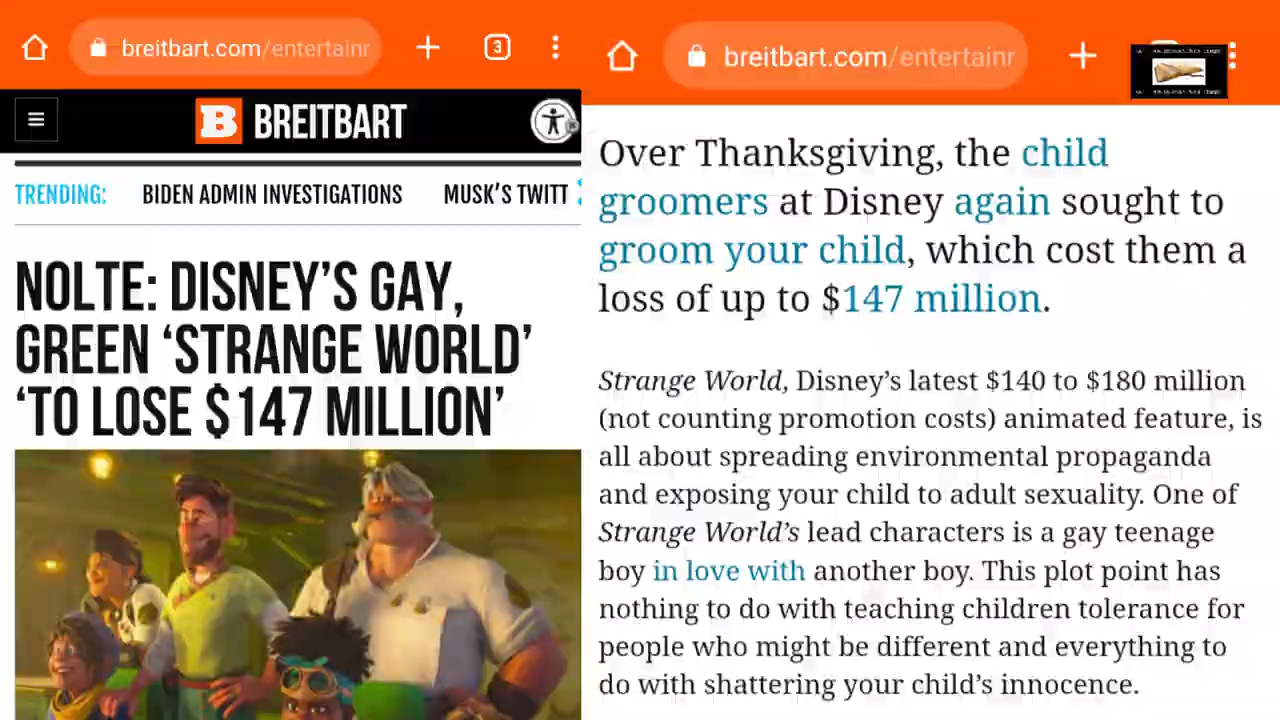 breitbart.com/entertainr
3
B BREITBART
TRENDING: BIDEN ADMIN INVESTIGATIONS MUSK'S TWITT
NOLTE: DISNEY'S GAY,
GREEN 'STRANGE WORLD'
'TO LOSE $147 MILLION'
breitbart.com/entertainr
Over Thanksgiving, the child
groomers at Disney again sought to
groom your child, which cost them a
loss of up to $147 million.
Strange World, Disney's latest $140 to $180 million
(not counting promotion costs) animated feature, is
all about spreading environmental propaganda
and exposing your child to adult sexuality. One of
Strange World's lead characters is a gay teenage
boy in love with another boy. This plot point has
nothing to do with teaching children tolerance for
people who might be different and everything to
do with shattering your child's innocence.